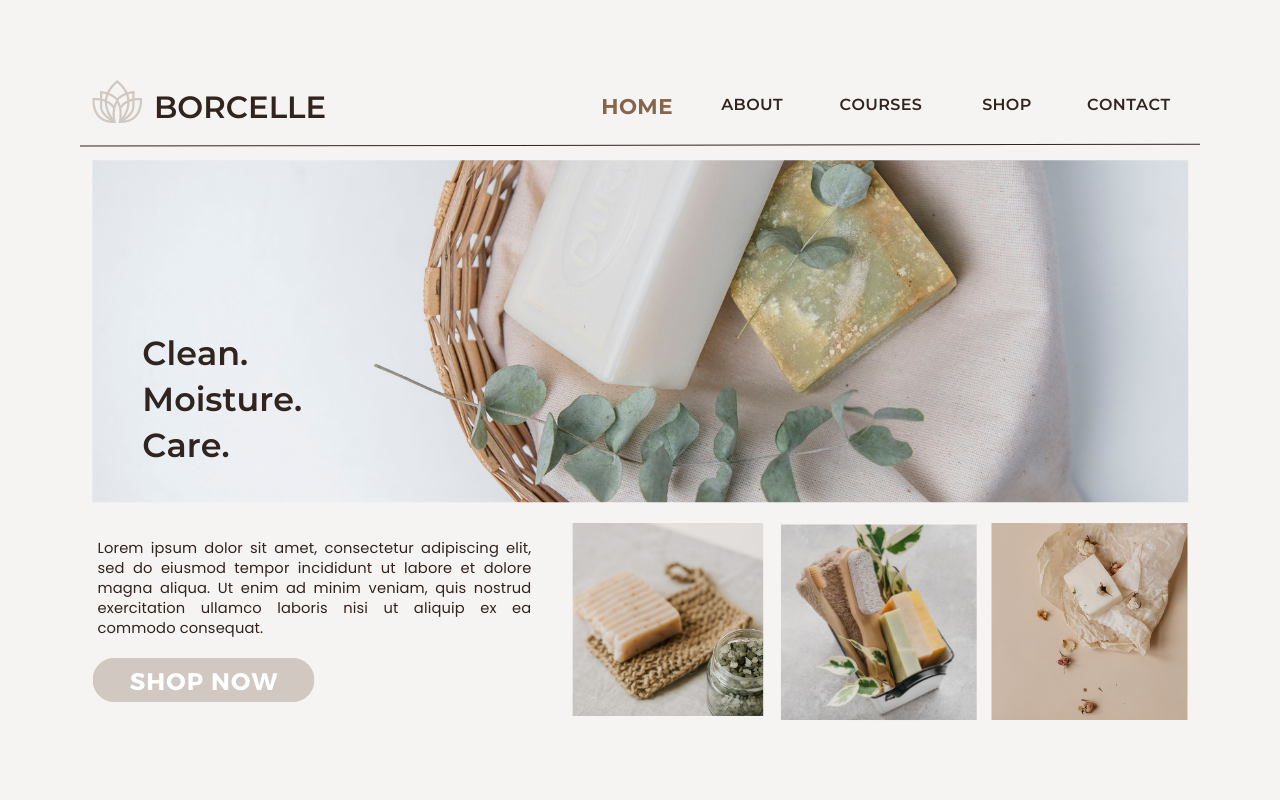 BORCELLE
HOME ABOUT COURSES SHOP CONTACT
Clean.
Moisture.
Care.
Lorem ipsum dolor sit amet, consectetur adipiscing elit,
sed do eiusmod tempor incididunt ut labore et dolore
magna aliqua. Ut enim ad minim veniam, quis nostrud
exercitation ullamco laboris nisi ut aliquip ex ea
commodo consequat.
SHOP NOW